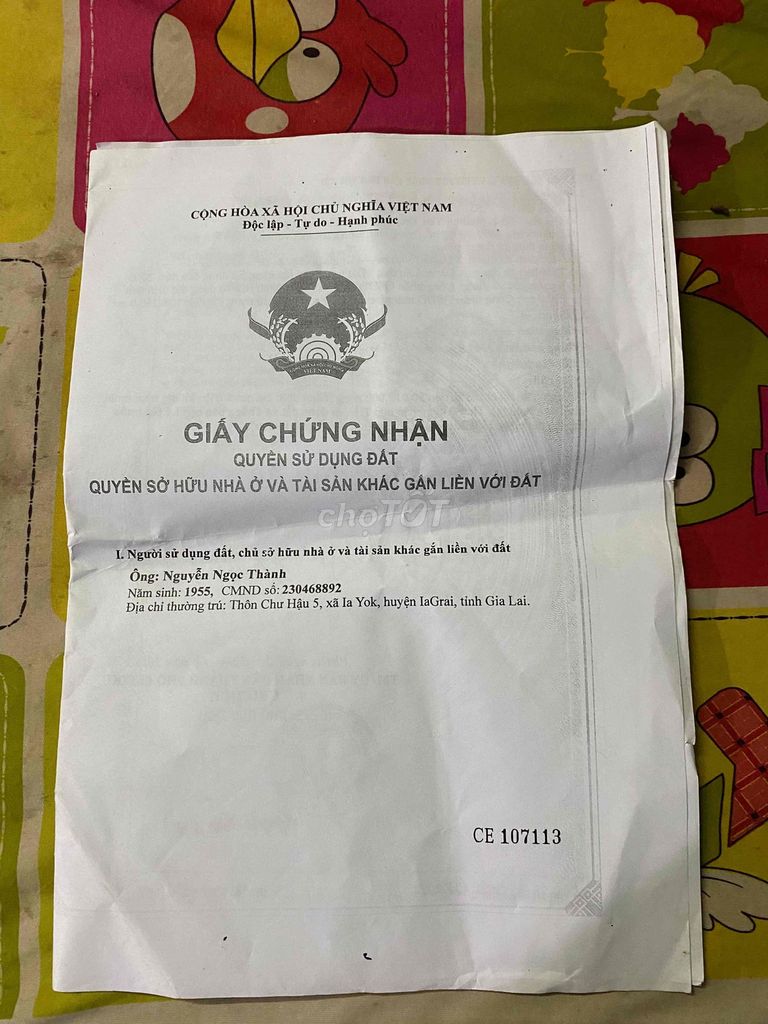 CỘNG HÒA XÃ HỘI CHỦ NGHĨA VIỆT NAM
Độc lập - Tự do - Hạnh phúc
VIỆT NAM
GIẤY CHỨNG NHẬN
QUYỀN SỬ DỤNG ĐẤT
QUYỀN SỞ HỮU NHÀ Ở VÀ TÀI SẢN KHÁC GẮN LIỀN VỚI ĐẤT
chợTỐT
I. Người sử dụng đất, chủ sở hữu nhà ở và tài sản khác gắn liền với đất
Ông: Nguyễn Ngọc Thành
Năm sinh: 1955, CMND số: 230468892
Địa chỉ thường trú: Thôn Chư Hậu 5, xã Ia Yok, huyện IaGrai, tỉnh Gia Lai.
CE 107113